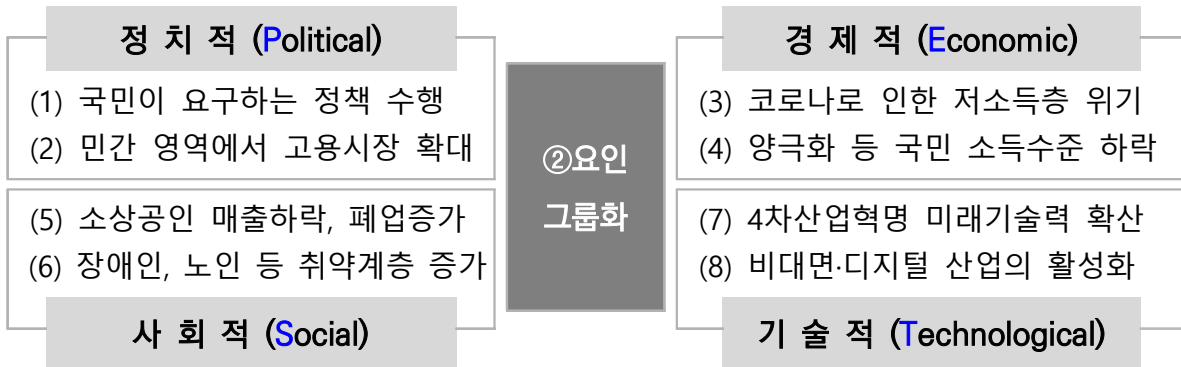 정 치 적 (Political)
(1) 국민이 요구하는 정책 수행
(2) 민간 영역에서 고용시장 확대
경 제 적 (Economic)
(3) 코로나로 인한 저소득층 위기
(4) 양극화 등 국민 소득수준 하락
②요인
그룹화
(5) 소상공인 매출하락, 폐업증가
(6) 장애인, 노인 등 취약계층 증가
사 회 적 (Social)
(7) 4차산업혁명 미래기술력 확산
(8) 비대면·디지털 산업의 활성화
기 술 적 (Technological)